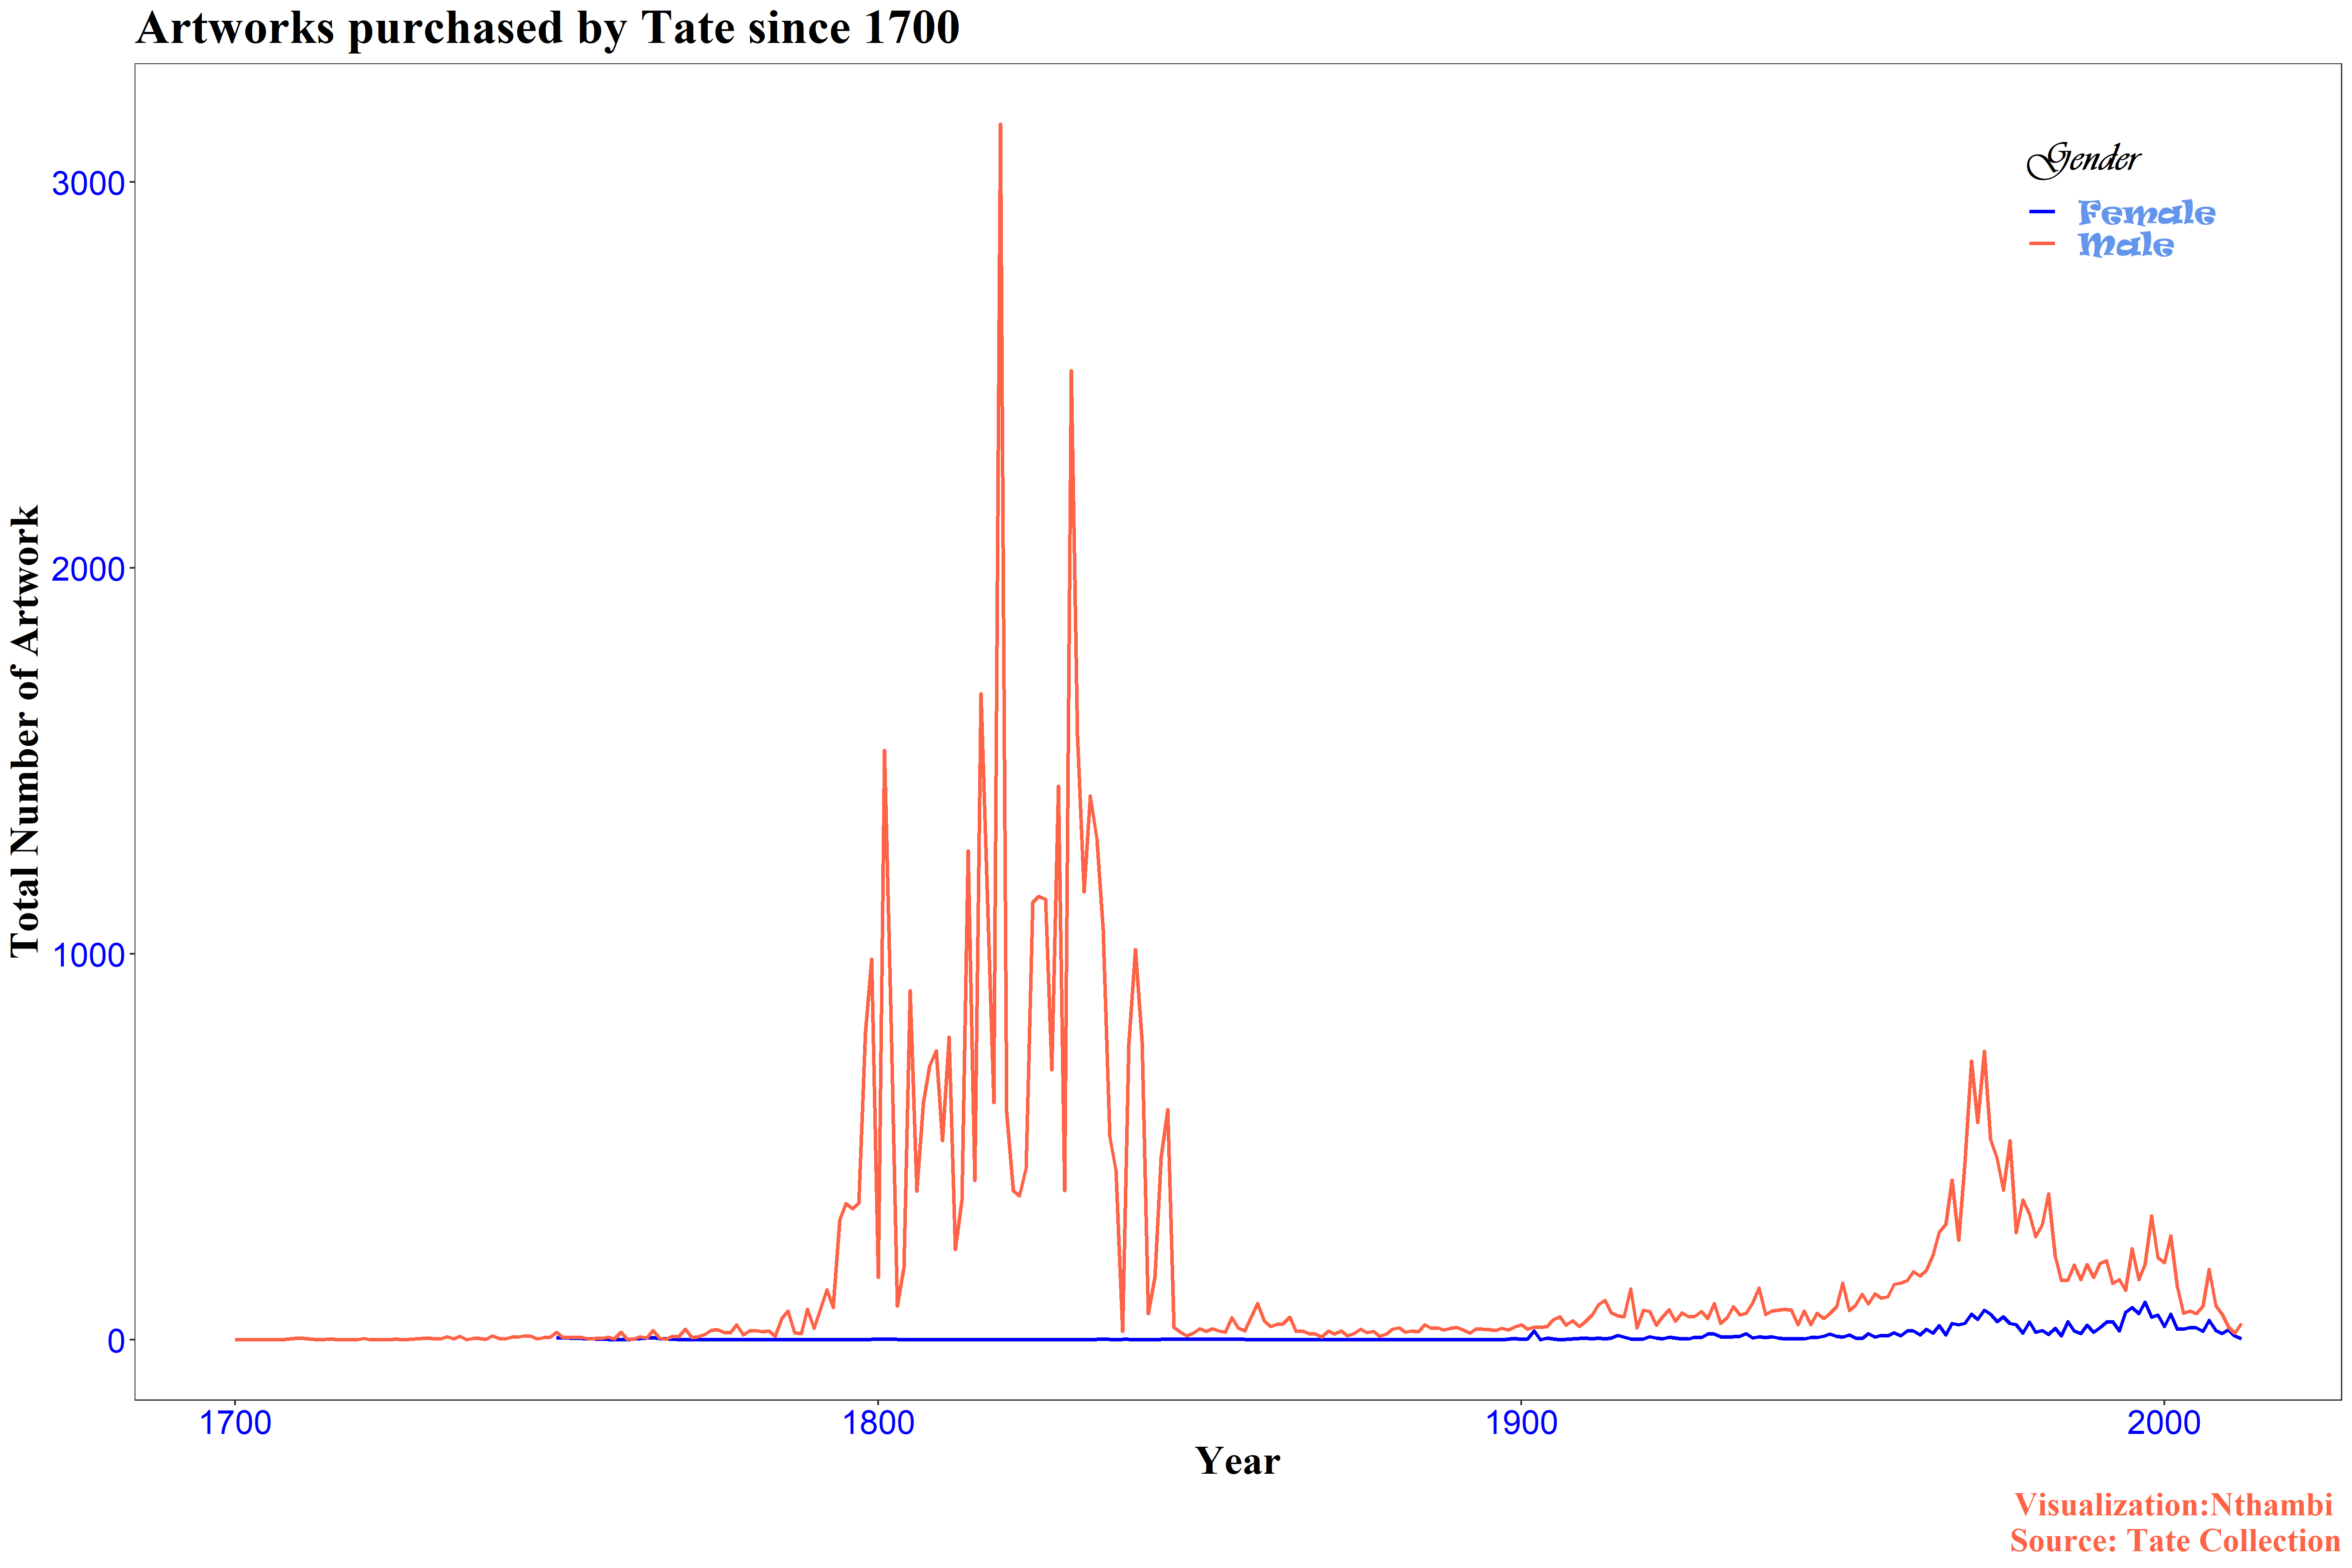 Artworks purchased by Tate since 1700
Total Number of Artwork
3000
2000
1000
0
Gender
Female
Male
1700
1800
1900
2000
Year
Visualization:Nthambi
Source: Tate Collection